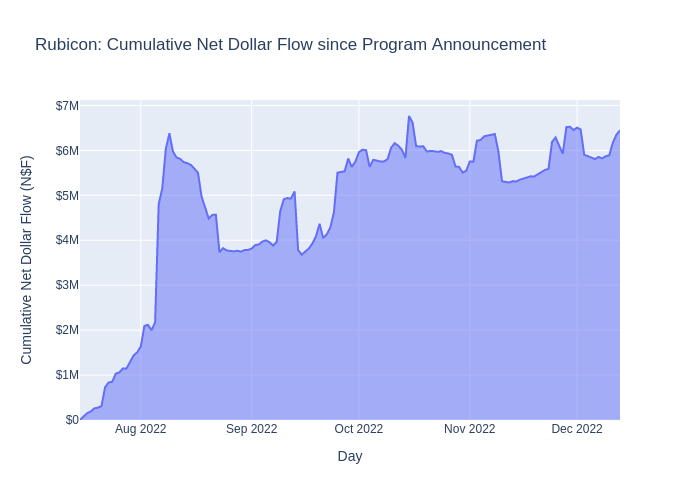 Rubicon: Cumulative Net Dollar Flow since Program Announcement
Cumulative Net Dollar Flow (N$F)
$7M
$6M
$5M
$4M
$3M
$2M
$1M
$0
Aug 2022 Sep 2022 Oct 2022 Nov 2022 Dec 2022
Day